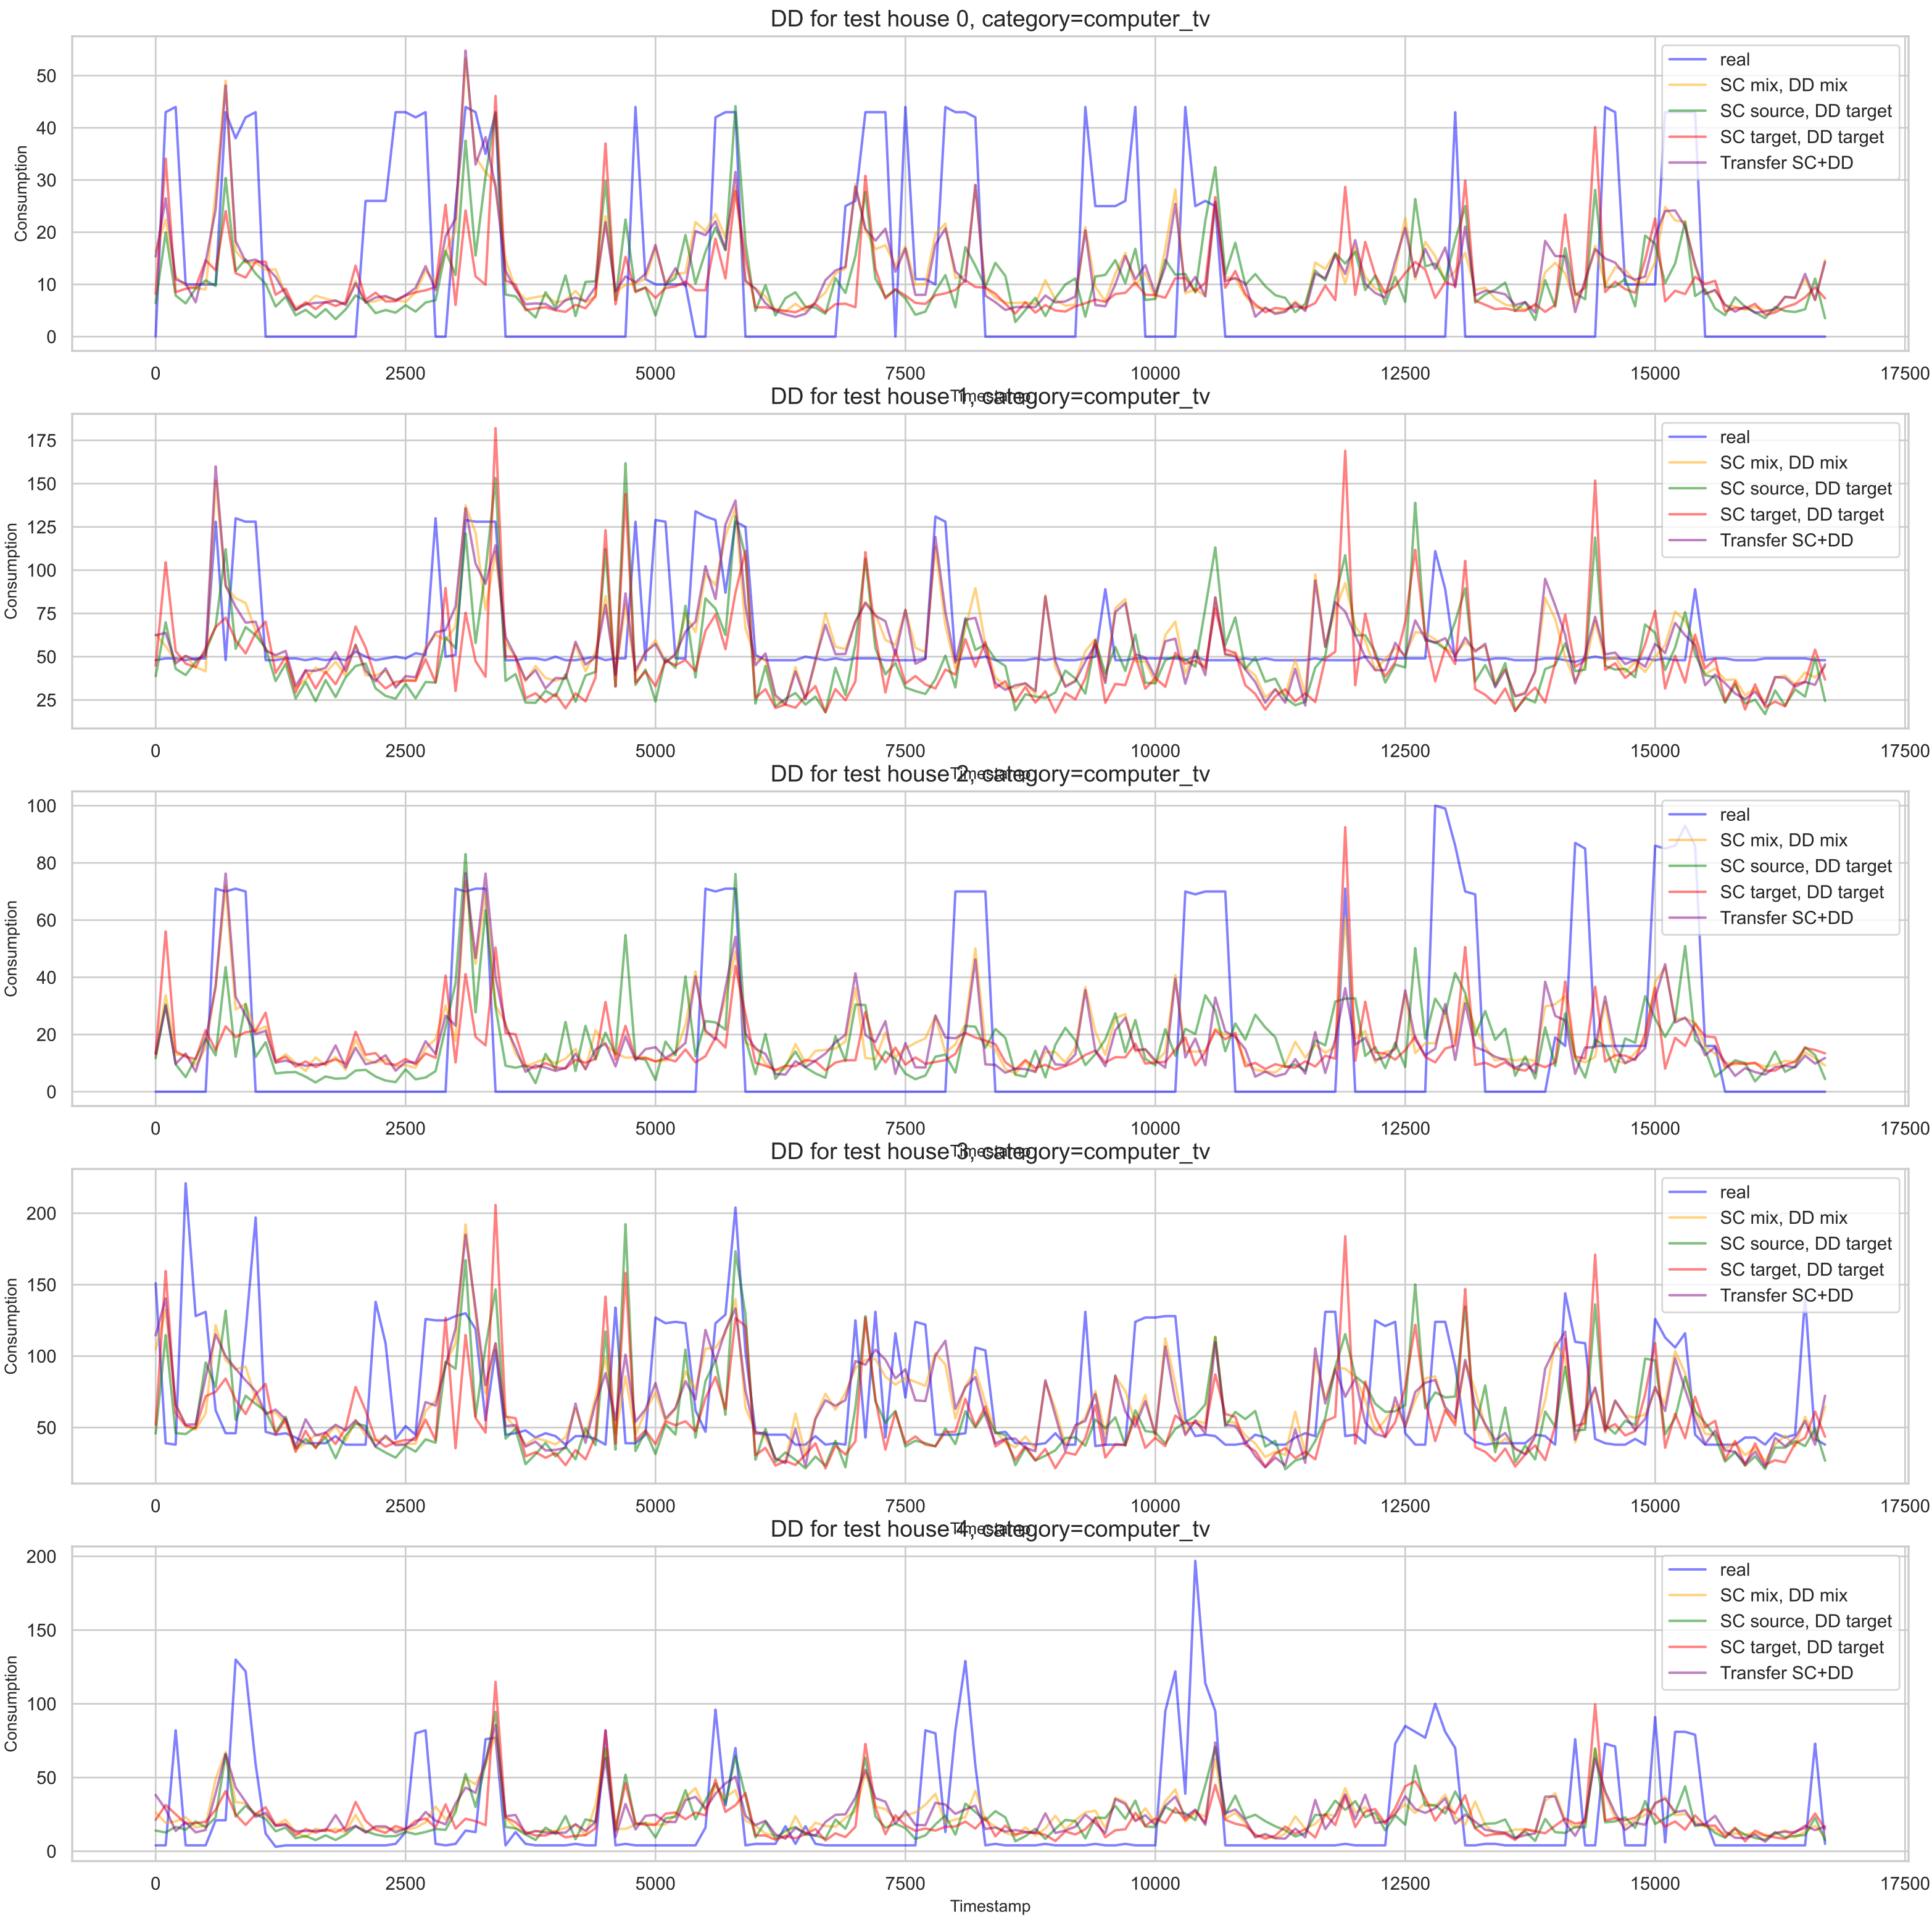 DD for test house 0, category=computer_tv
Consumption
50
40
30
20
10
0
real
SC mix, DD mix
SC source, DD target
SC target, DD target
Transfer SC+DD
0 2500 5000 7500 10000 12500 15000 17500
Timestamp
DD for test house 1, category=computer_tv
Consumption
175
150
125
100
75
50
25
real
SC mix, DD mix
SC source, DD target
SC target, DD target
Transfer SC+DD
0 2500 5000 7500 10000 12500 15000 17500
Timestamp
DD for test house 2, category=computer_tv
Consumption
100
80
60
40
20
0
real
SC mix, DD mix
SC source, DD target
SC target, DD target
Transfer SC+DD
0 2500 5000 7500 10000 12500 15000 17500
Timestamp
DD for test house 3, category=computer_tv
Consumption
200
150
100
50
real
SC mix, DD mix
SC source, DD target
SC target, DD target
Transfer SC+DD
0 2500 5000 7500 10000 12500 15000 17500
Timestamp
DD for test house 4, category=computer_tv
Consumption
200
150
100
50
0
real
SC mix, DD mix
SC source, DD target
SC target, DD target
Transfer SC+DD
0 2500 5000 7500 10000 12500 15000 17500
Timestamp